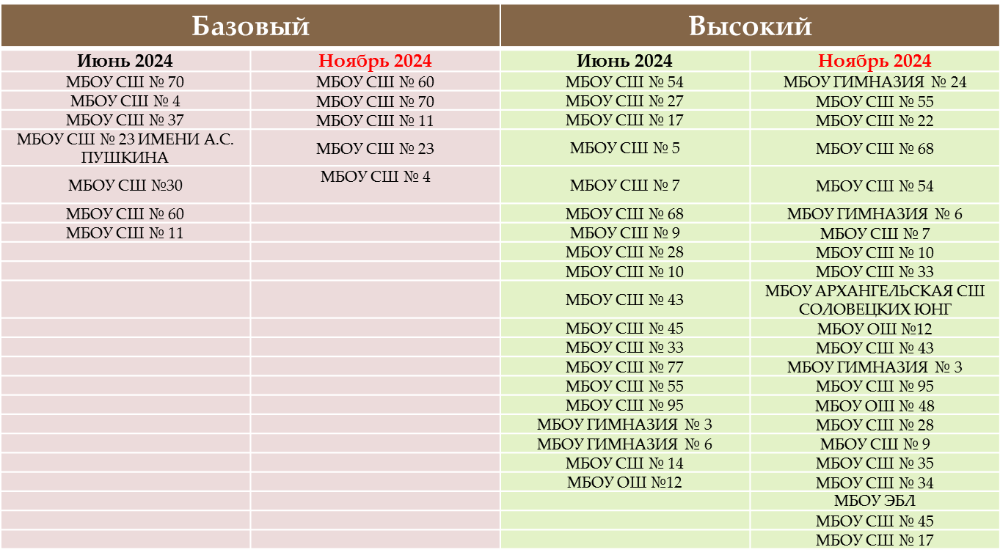 Базовый Высокий
Июнь 2024 Ноябрь 2024 Июнь 2024 Ноябрь 2024
МБОУ СШ № 70 МБОУ СШ № 60 МБОУ СШ № 54 МБОУ ГИМНАЗИЯ № 24
МБОУ СШ № 4 МБОУ СШ № 70 МБОУ СШ № 27 МБОУ СШ № 55
МБОУ СШ № 37 МБОУ СШ № 11 МБОУ СШ № 17 МБОУ СШ № 22
МБОУ СШ № 23 ИМЕНИ А.С.
ПУШКИНА МБОУ СШ № 23 МБОУ СШ № 5 МБОУ СШ № 68
МБОУ СШ №30 МБОУ СШ № 4 МБОУ СШ № 7 МБОУ СШ № 54
МБОУ СШ № 60 МБОУ СШ № 68 МБОУ ГИМНАЗИЯ № 6
МБОУ СШ № 11 МБОУ СШ № 9 МБОУ СШ № 7
МБОУ СШ № 28 МБОУ СШ № 10
МБОУ СШ № 10 МБОУ СШ № 33
МБОУ СШ № 43 МБОУ АРХАНГЕЛЬСКАЯ СШ
СОЛОВЕЦКИХ ЮНГ
МБОУ СШ № 45 МБОУ ОШ №12
МБОУ СШ № 33 МБОУ СШ № 43
МБОУ СШ № 77 МБОУ ГИМНАЗИЯ № 3
МБОУ СШ № 55 МБОУ СШ № 95
МБОУ СШ № 95 МБОУ ОШ № 48
МБОУ ГИМНАЗИЯ № 3 МБОУ СШ № 28
МБОУ ГИМНАЗИЯ № 6 МБОУ СШ № 9
МБОУ СШ № 14 МБОУ СШ № 35
МБОУ ОШ №12 МБОУ СШ № 34
МБОУ ЭБЛ
МБОУ СШ № 45
МБОУ СШ № 17